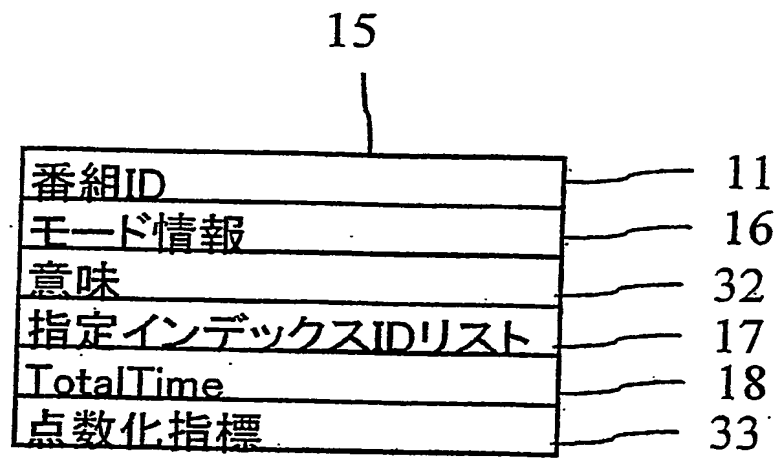 15
番組ID 11
モード情報 16
意味 32
指定インデックスIDリスト 17
TotalTime 18
点数化指標 33